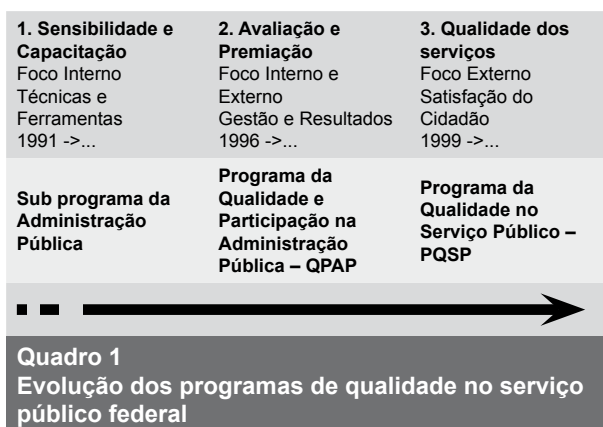 1. Sensibilidade e
Capacitação
Foco Interno
Técnicas e
Ferramentas
1991 ->...
2. Avaliação e
Premiação
Foco Interno e
Externo
Gestão e Resultados
1996 ->...
3. Qualidade dos
serviços
Foco Externo
Satisfação do
Cidadão
1999 ->...
Sub programa da
Administração
Pública
Programa da
Qualidade e
Participação na
Administração
Pública – QPAP
Programa da
Qualidade no
Serviço Público –
PQSP
Quadro 1
Evolução dos programas de qualidade no serviço
público federal